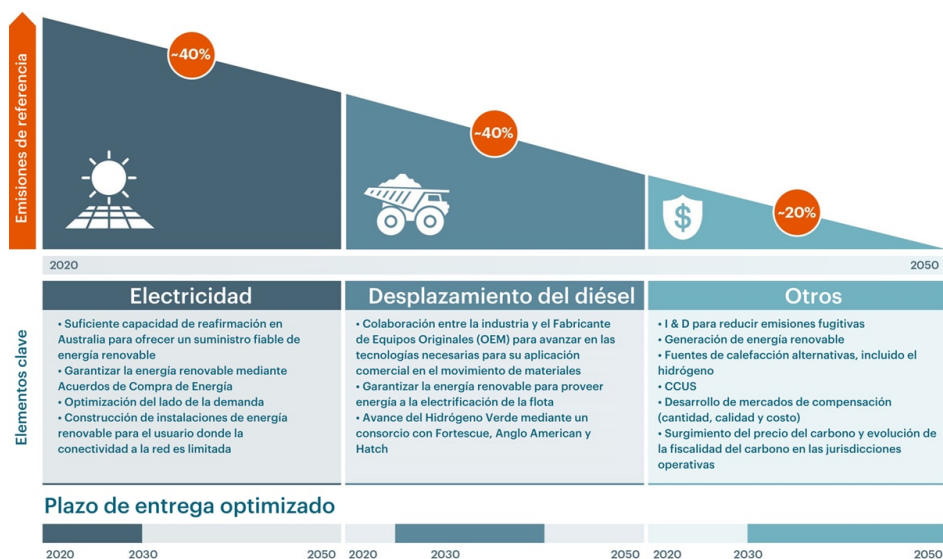 Emisiones de referencia
~40%
~40%
~20%
$
2020
2050
Elementos clave
Electricidad
• Suficiente capacidad de reafirmación en
Australia para ofrecer un suministro fiable de
energía renovable
• Garantizar la energía renovable mediante
Acuerdos de Compra de Energía
• Optimización del lado de la demanda
• Construcción de instalaciones de energía
renovable para el usuario donde la
conectividad a la red es limitada
Desplazamiento del diésel
• Colaboración entre la industria y el Fabricante
de Equipos Originales (OEM) para avanzar en las
tecnologías necesarias para su aplicación
comercial en el movimiento de materiales
• Garantizar la energía renovable para proveer
energía a la electrificación de la flota
• Avance del Hidrógeno Verde mediante un
consorcio con Fortescue, Anglo American y
Hatch
Otros
• I & D para reducir emisiones fugitivas
• Generación de energía renovable
• Fuentes de calefacción alternativas, incluido el
hidrógeno
• CCUS
• Desarrollo de mercados de compensación
(cantidad, calidad y costo)
• Surgimiento del precio del carbono y evolución de
la fiscalidad del carbono en las jurisdicciones
operativas
Plazo de entrega optimizado
2020 2030 2050
2020 2030 2050
2020 2030 2050